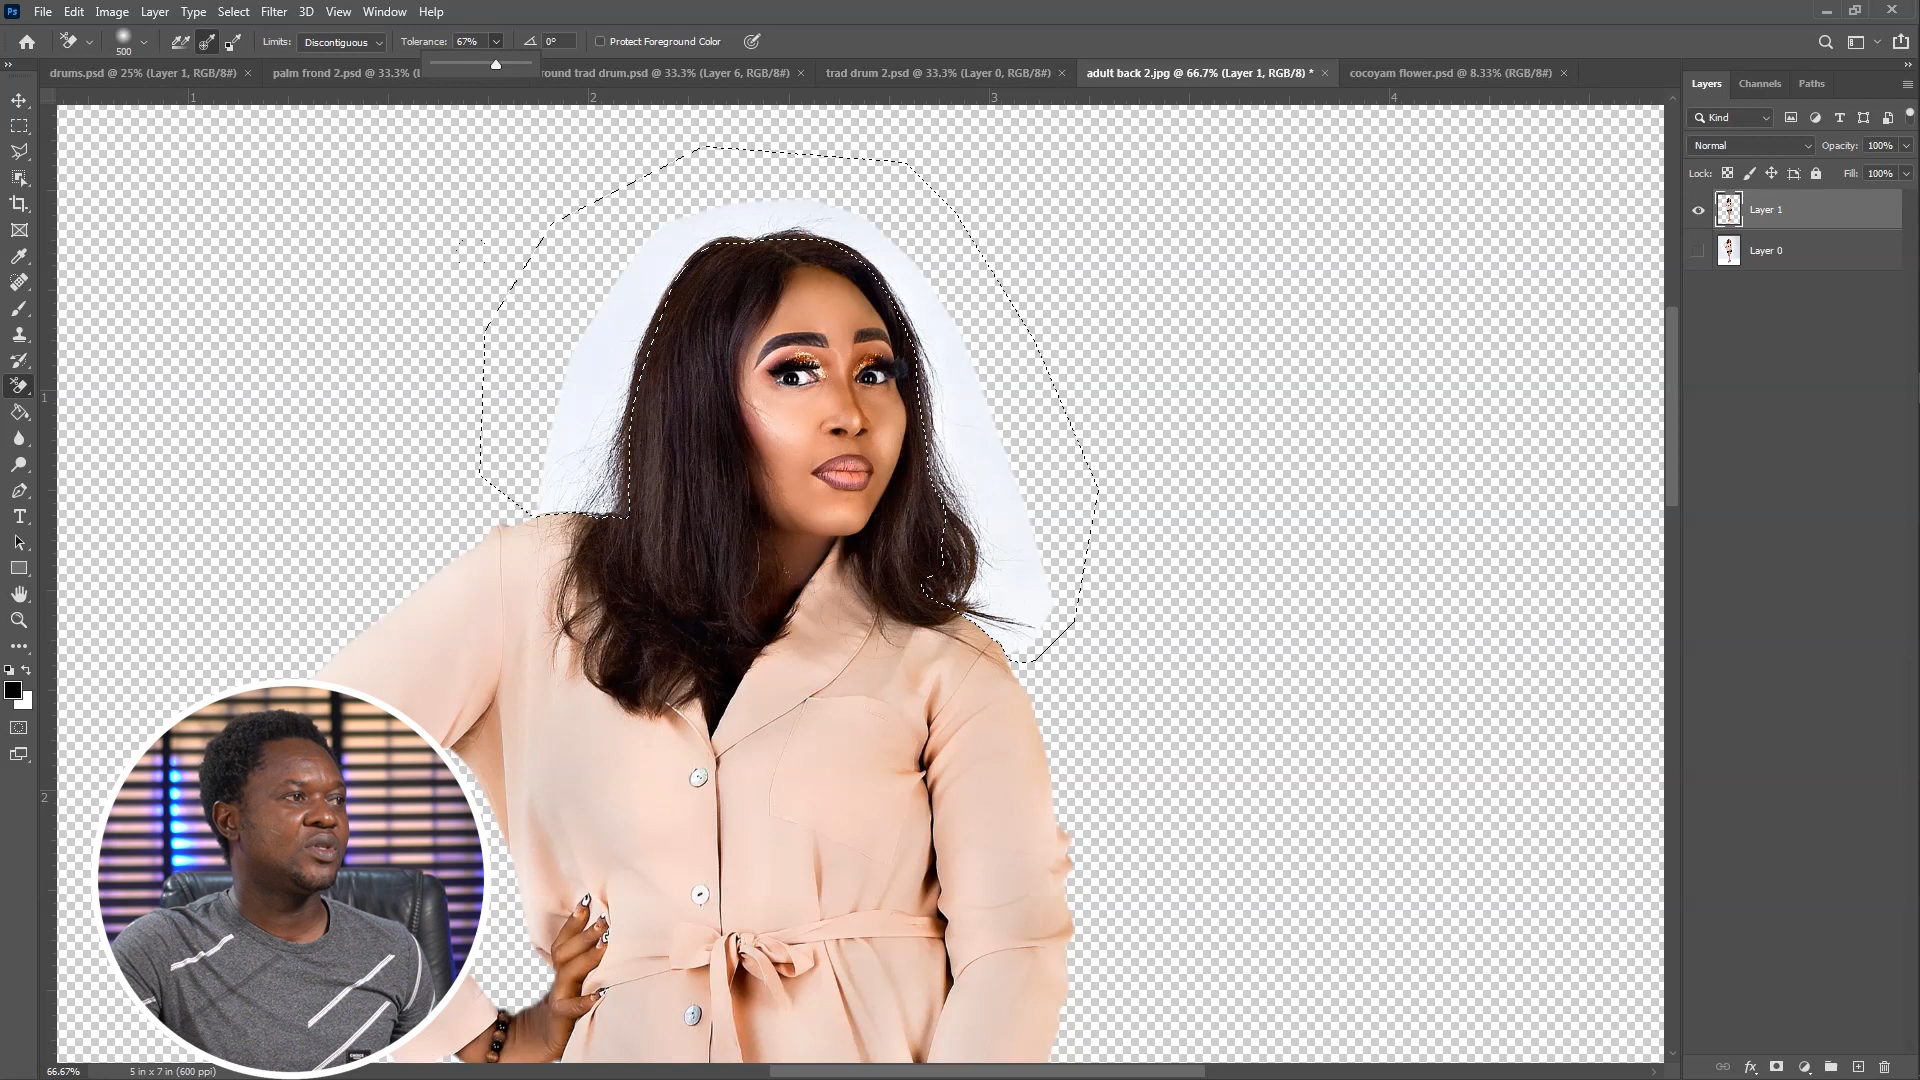 Ps File Edit Image Layer Type Select Filter 3D View Window Help
500 Limits: Discontiguous Tolerance: 67% 0° Protect Foreground Color
drums.psd @ 25% (Layer 1, RGB/8#) × palm frond 2.psd @ 33.3% ( round trad drum.psd @ 33.3% (Layer 6, RGB/8#) × trad drum 2.psd @ 33.3% (Layer 0, RGB/8#) × adult back 2.jpg @ 66.7% (Layer 1, RGB/8) * × cocoyam flower.psd @ 8.33% (RGB/8#) ×
1 2 3 4
1
2
Layers Channels Paths
Kind
Normal Opacity: 100%
Lock: Fill: 100%
Layer 1
Layer 0
66.67% 5 in x 7 in (600 ppi)